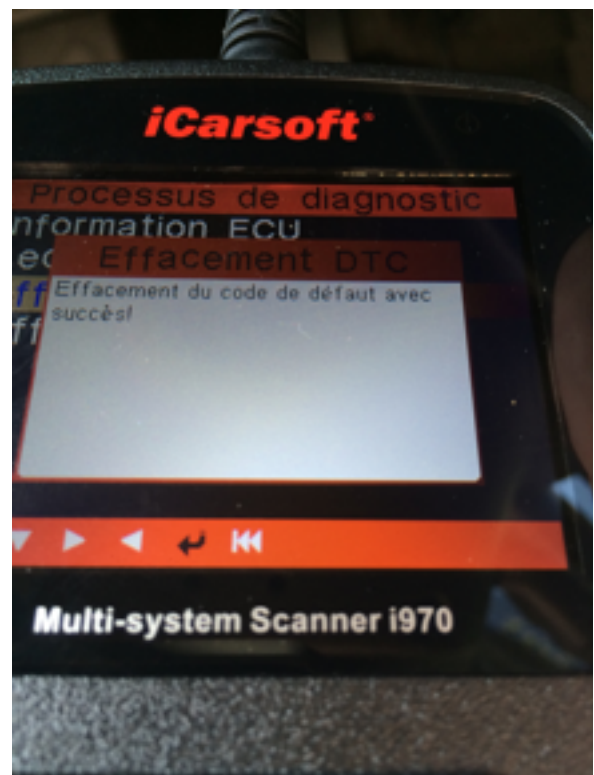 iCarsoft®
Processus de diagnostic
nformation ECU
Effacement DTC
Effacement du code de défaut avec
succès!
Multi-system Scanner i970